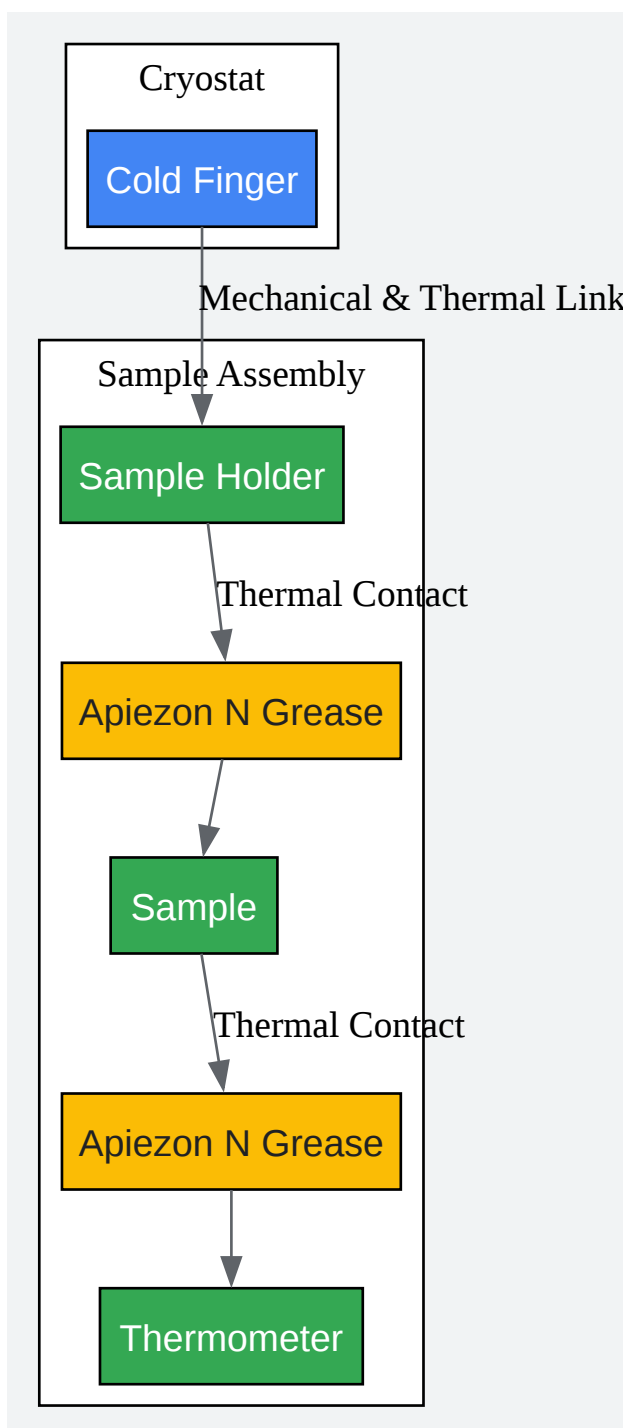 Cryostat
Cold Finger
Mechanical & Thermal Link
Sample Assembly
Sample Holder
Thermal Contact
Apiezon N Grease
Sample
Thermal Contact
Apiezon N Grease
Thermometer